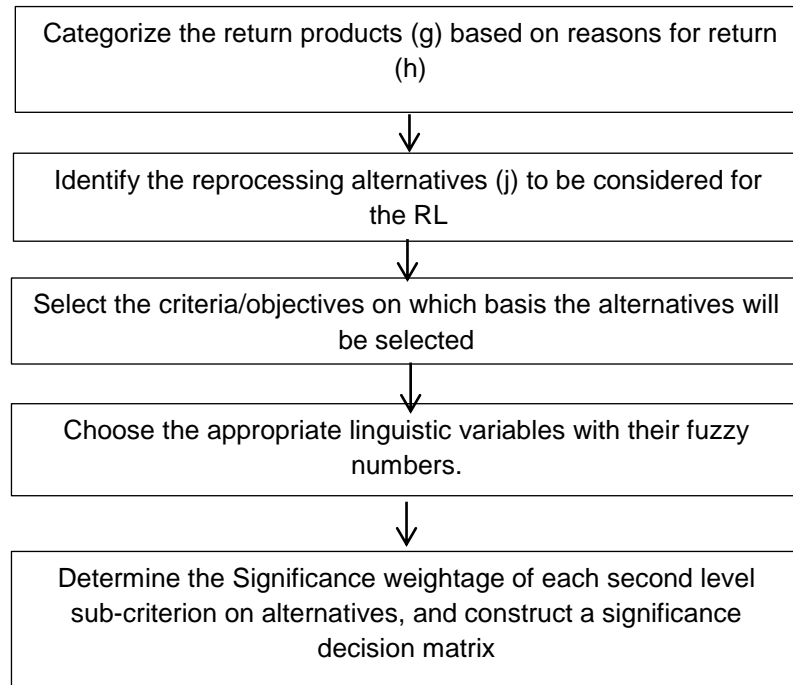 Categorize the return products (g) based on reasons for return
(h)
Identify the reprocessing alternatives (j) to be considered for
the RL
Select the criteria/objectives on which basis the alternatives will
be selected
Choose the appropriate linguistic variables with their fuzzy
numbers.
Determine the Significance weightage of each second level
sub-criterion on alternatives, and construct a significance
decision matrix